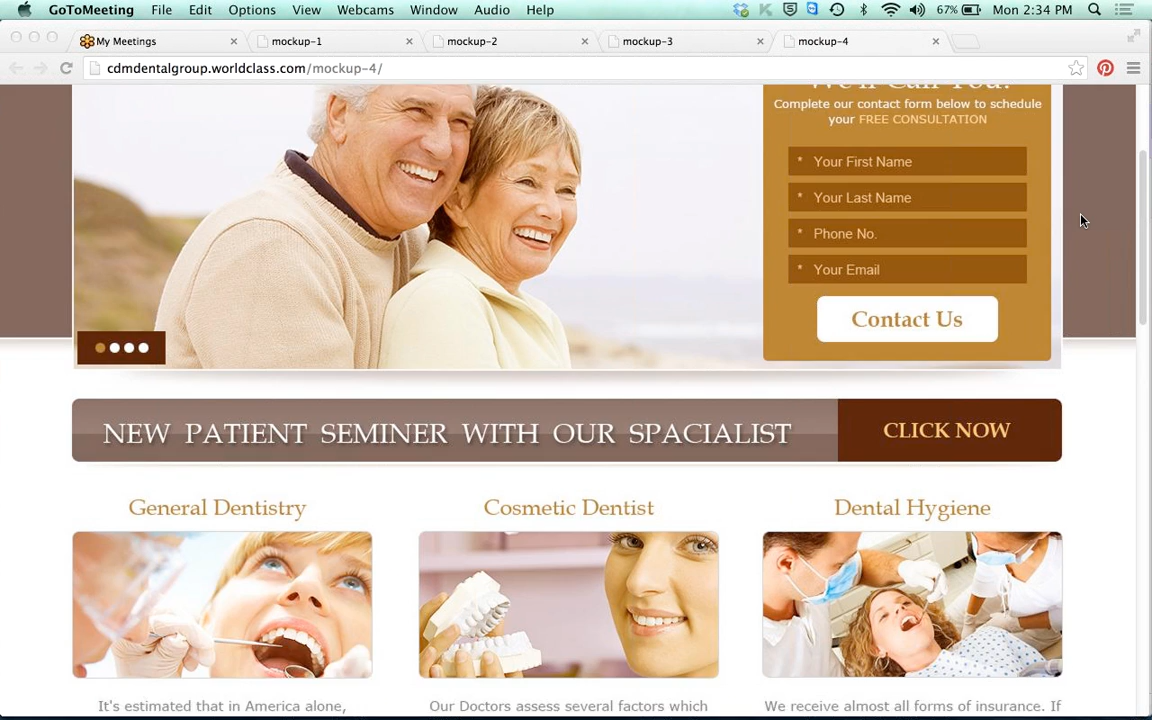 GoToMeeting File Edit Options View Webcams Window Audio Help 67% Mon 2:34 PM
My Meetings mockup-1 mockup-2 mockup-3 mockup-4
cdmdentalgroup.worldclass.com/mockup-4/
We'll Call You!
Complete our contact form below to schedule
your FREE CONSULTATION
* Your First Name
* Your Last Name
* Phone No.
* Your Email
Contact Us
NEW PATIENT SEMINER WITH OUR SPACIALIST
CLICK NOW
General Dentistry
Cosmetic Dentist
Dental Hygiene
It's estimated that in America alone,
Our Doctors assess several factors which
We receive almost all forms of insurance. If